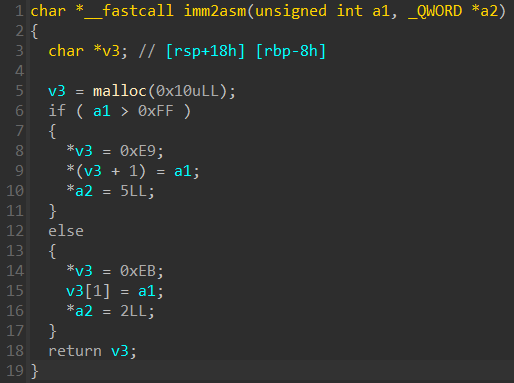 1 char *__fastcall imm2asm(unsigned int a1, _QWORD *a2)
2 {
3   char *v3; // [rsp+18h] [rbp-8h]
4
5   v3 = malloc(0x10uLL);
6   if ( a1 > 0xFF )
7   {
8     *v3 = 0xE9;
9     *(v3 + 1) = a1;
10     *a2 = 5LL;
11   }
12   else
13   {
14     *v3 = 0xEB;
15     v3[1] = a1;
16     *a2 = 2LL;
17   }
18   return v3;
19 }